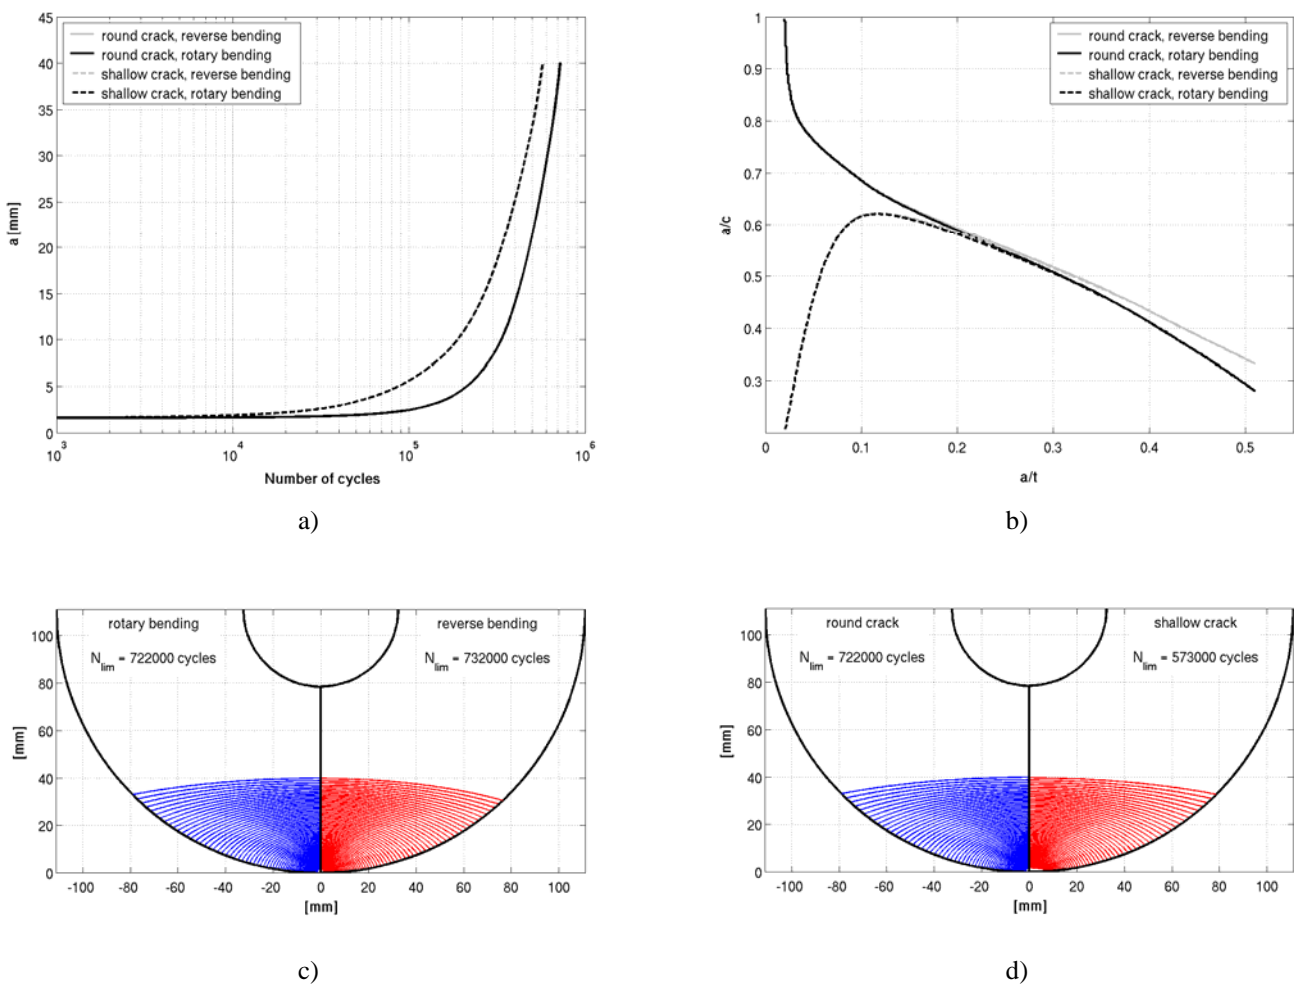 round crack, reverse bending
round crack, rotary bending
shallow crack, reverse bending
shallow crack, rotary bending
45
40
35
30
25
20
15
10
5
0
a [mm]
10^3
10^4
10^5
10^6
Number of cycles
a)
round crack, reverse bending
round crack, rotary bending
shallow crack, reverse bending
shallow crack, rotary bending
1
0.9
0.8
0.7
0.6
0.5
0.4
0.3
a/c
0
0.1
0.2
0.3
0.4
0.5
a/t
b)
rotary bending
reverse bending
N_lim = 722000 cycles
N_lim = 732000 cycles
100
80
60
40
20
0
[mm]
-100 -80 -60 -40 -20 0 20 40 60 80 100
[mm]
c)
round crack
shallow crack
N_lim = 722000 cycles
N_lim = 573000 cycles
100
80
60
40
20
0
[mm]
-100 -80 -60 -40 -20 0 20 40 60 80 100
[mm]
d)